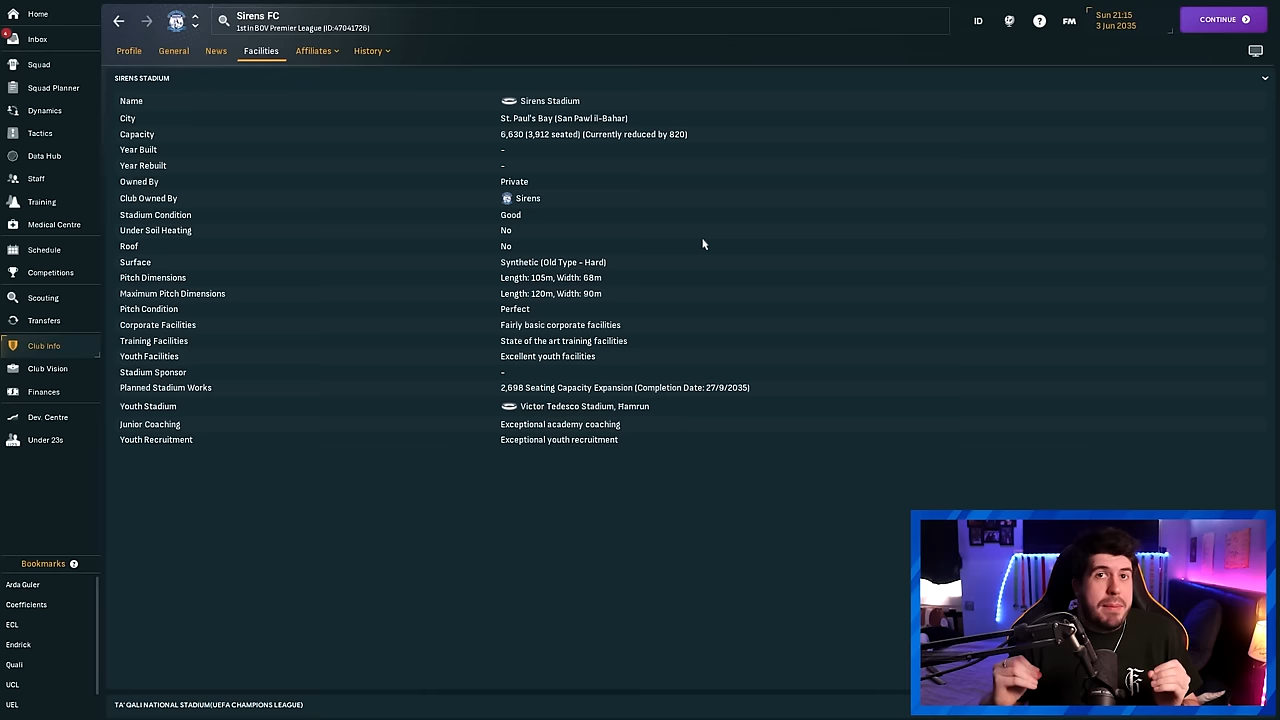 Home
4
Inbox
Squad
Squad Planner
Dynamics
Tactics
Data Hub
Staff
Training
Medical Centre
Schedule
Competitions
Scouting
Transfers
Club Info
Club Vision
Finances
Dev. Centre
Under 23s
Bookmarks ?
Arda Guler
Coefficients
ECL
Endrick
Quali
UCL
UEL
Sirens FC
1st in BOV Premier League (ID:47041726)
ID
?
FM
Sun 21:15
3 Jun 2035
CONTINUE
Profile General News Facilities Affiliates History
SIRENS STADIUM
Name Sirens Stadium
City St. Paul's Bay (San Pawl il-Bahar)
Capacity 6,630 (3,912 seated) (Currently reduced by 820)
Year Built -
Year Rebuilt -
Owned By Private
Club Owned By Sirens
Stadium Condition Good
Under Soil Heating No
Roof No
Surface Synthetic (Old Type - Hard)
Pitch Dimensions Length: 105m, Width: 68m
Maximum Pitch Dimensions Length: 120m, Width: 90m
Pitch Condition Perfect
Corporate Facilities Fairly basic corporate facilities
Training Facilities State of the art training facilities
Youth Facilities Excellent youth facilities
Stadium Sponsor -
Planned Stadium Works 2,698 Seating Capacity Expansion (Completion Date: 27/9/2035)
Youth Stadium Victor Tedesco Stadium, Ħamrun
Junior Coaching Exceptional academy coaching
Youth Recruitment Exceptional youth recruitment
TA' QALI NATIONAL STADIUM(UEFA CHAMPIONS LEAGUE)